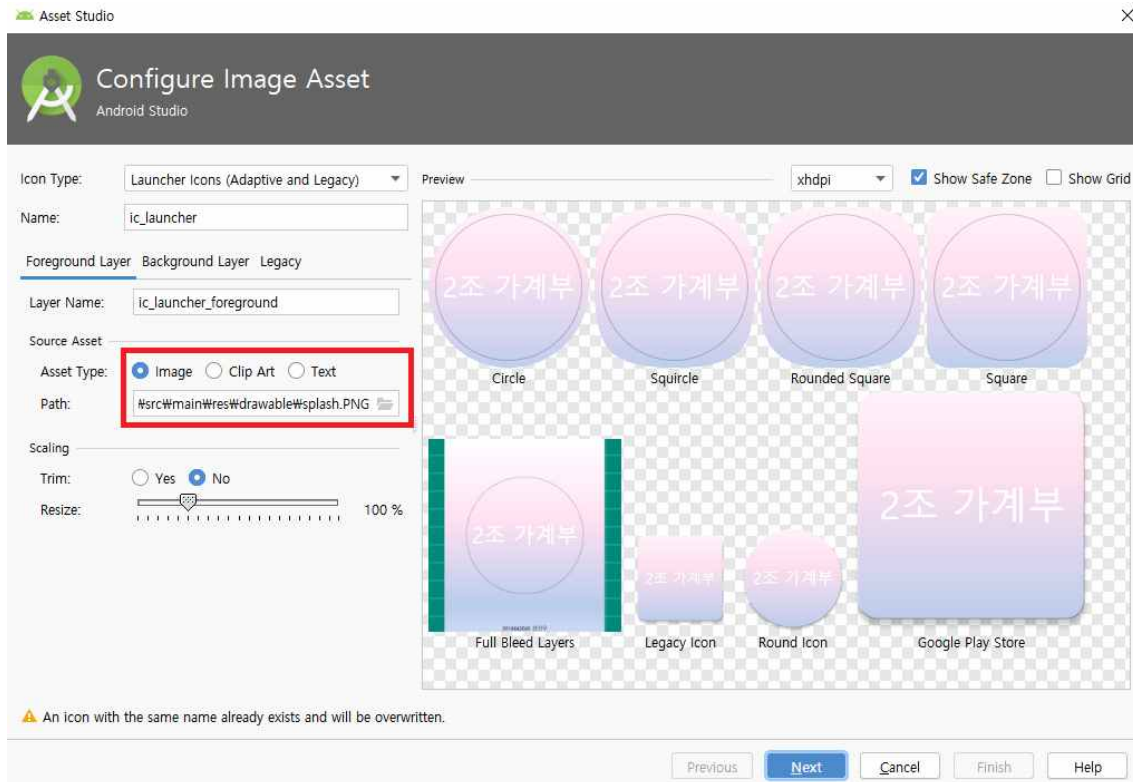 Asset Studio
Configure Image Asset
Android Studio
Icon Type:
Launcher Icons (Adaptive and Legacy)
Preview
xhdpi
Show Safe Zone
Show Grid
Name:
ic_launcher
Foreground Layer
Background Layer
Legacy
Layer Name:
ic_launcher_foreground
Source Asset
Asset Type:
Image
Clip Art
Text
Path:
₩src₩main₩res₩drawable₩splash.PNG
Scaling
Trim:
Yes
No
Resize:
100 %
2조 가계부
2조 가계부
2조 가계부
2조 가계부
Circle
Squircle
Rounded Square
Square
2조 가계부
2조 가계부
2조 가계부
2조 가계부
Full Bleed Layers
Legacy Icon
Round Icon
Google Play Store
An icon with the same name already exists and will be overwritten.
Previous
Next
Cancel
Finish
Help